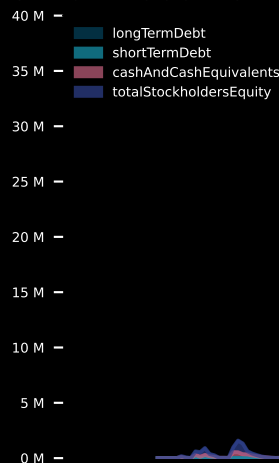 40 M
longTermDebt
shortTermDebt
35 M
cashAndCashEquivalents
totalStockholdersEquity
30 M
25 M
20 M
15 M
10 M
5 M
0 M